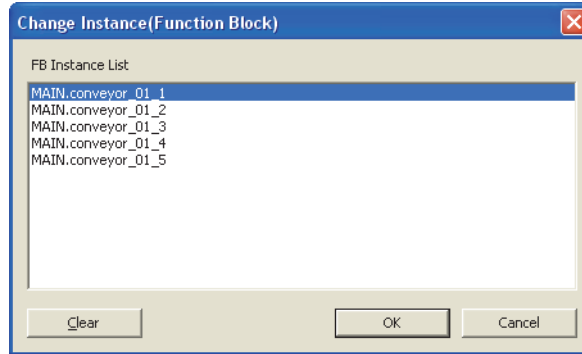 Change Instance(Function Block)
FB Instance List
MAIN.conveyor_01_1
MAIN.conveyor_01_2
MAIN.conveyor_01_3
MAIN.conveyor_01_4
MAIN.conveyor_01_5
Clear OK Cancel